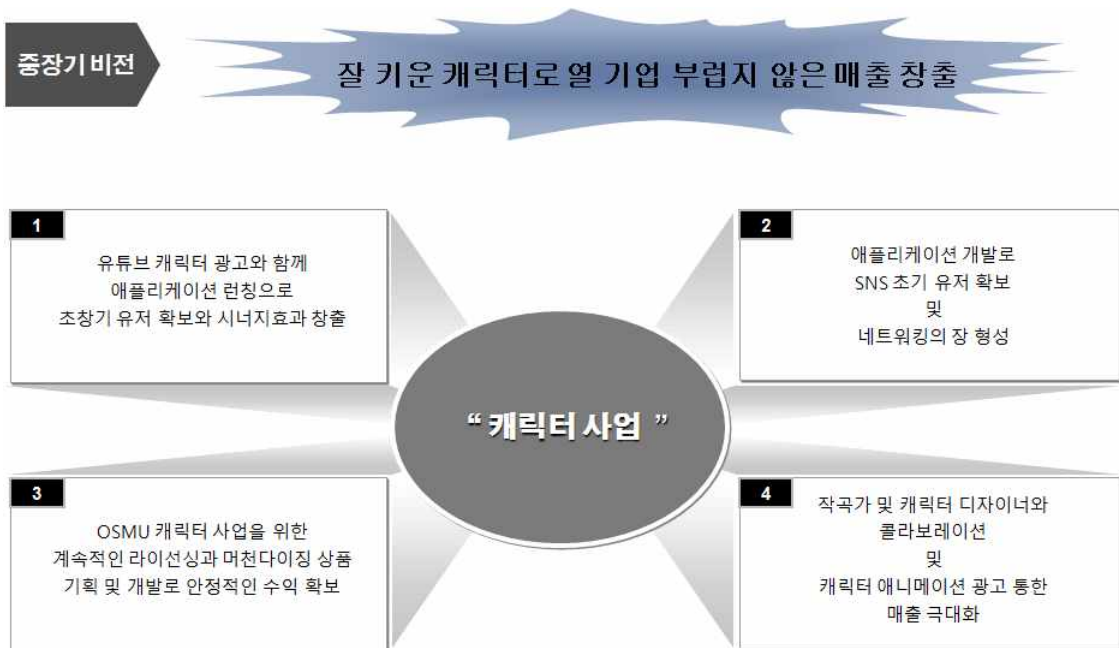 중장기 비전
잘 키운 캐릭터로 열 기업 부럽지 않은 매출 창출
1
유튜브 캐릭터 광고와 함께
애플리케이션 런칭으로
초창기 유저 확보와 시너지효과 창출
2
애플리케이션 개발로
SNS 초기 유저 확보
및
네트워킹의 장 형성
“ 캐릭터 사업 ”
3
OSMU 캐릭터 사업을 위한
계속적인 라이선싱과 머천다이징 상품
기획 및 개발로 안정적인 수익 확보
4
작곡가 및 캐릭터 디자이너와
콜라보레이션
및
캐릭터 애니메이션 광고 통한
매출 극대화